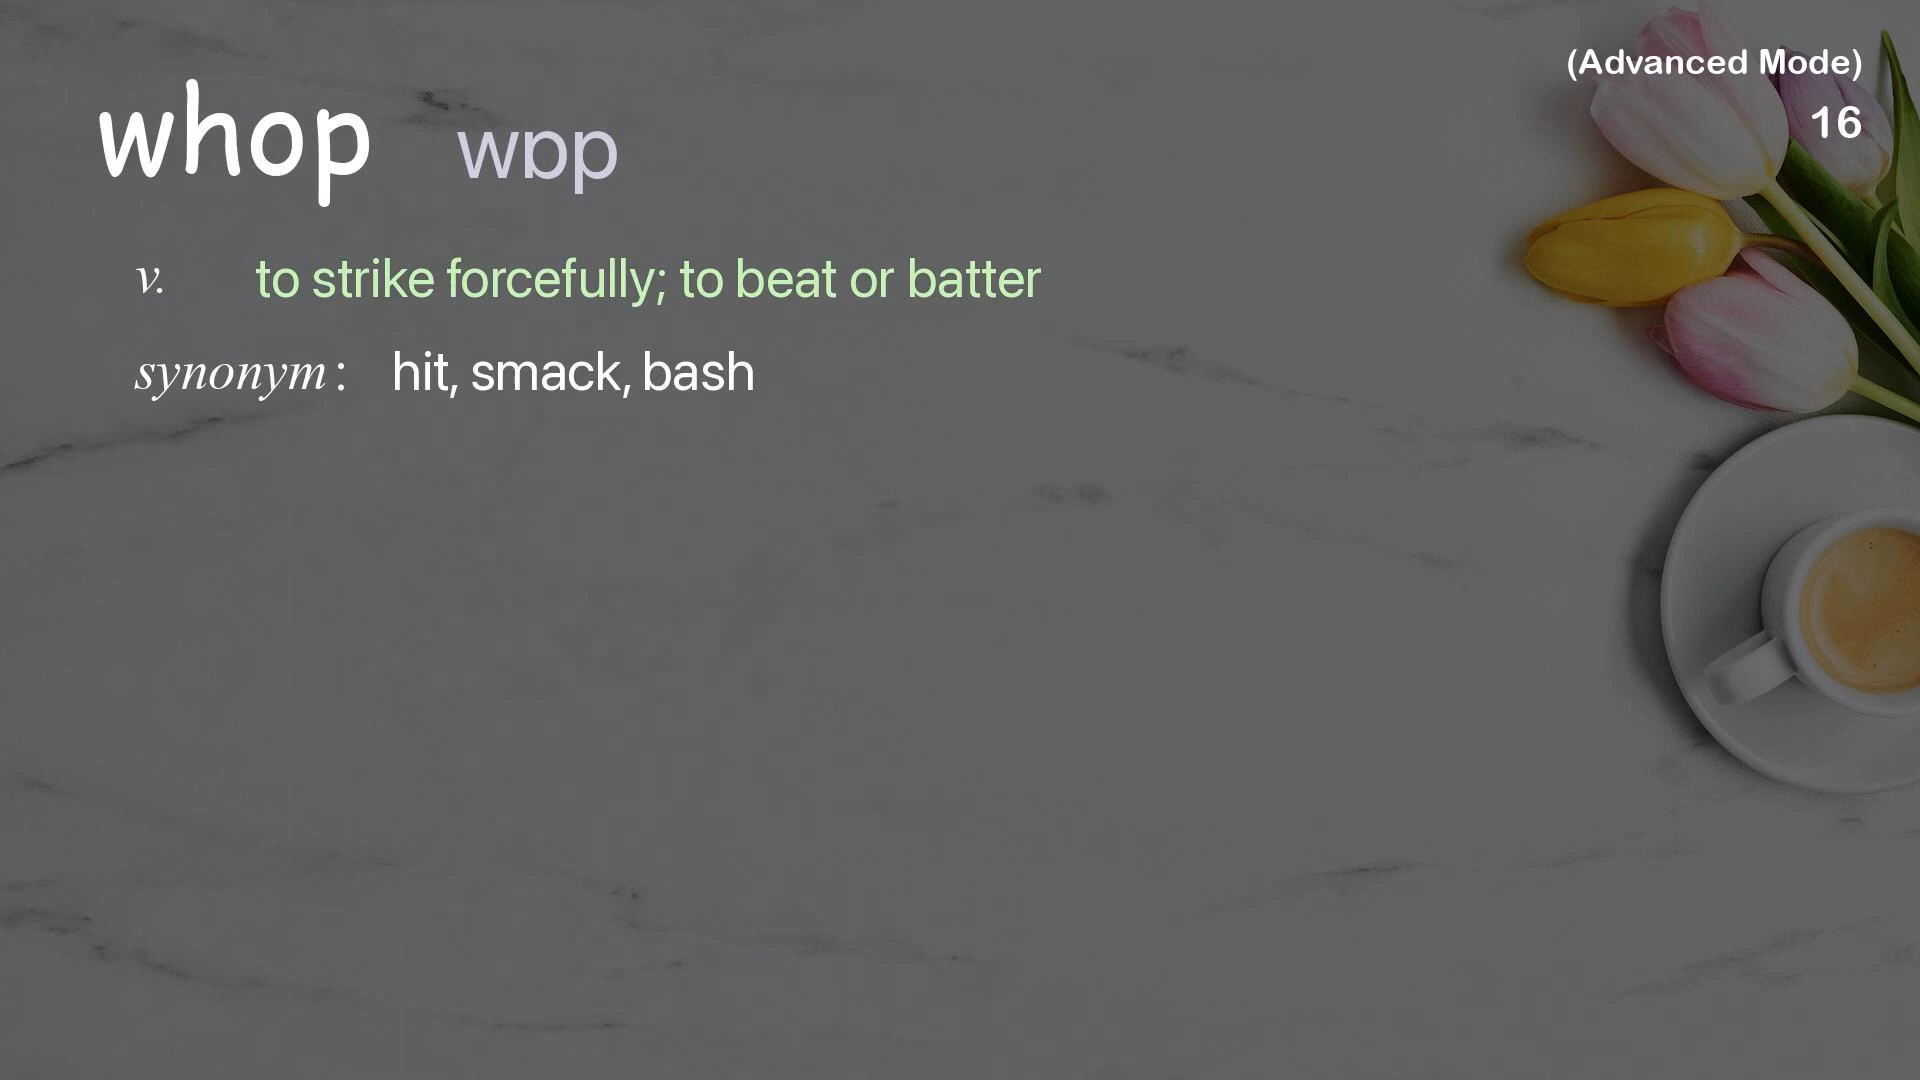 (Advanced Mode)
16
whop wɒp
v. to strike forcefully; to beat or batter
synonym : hit, smack, bash